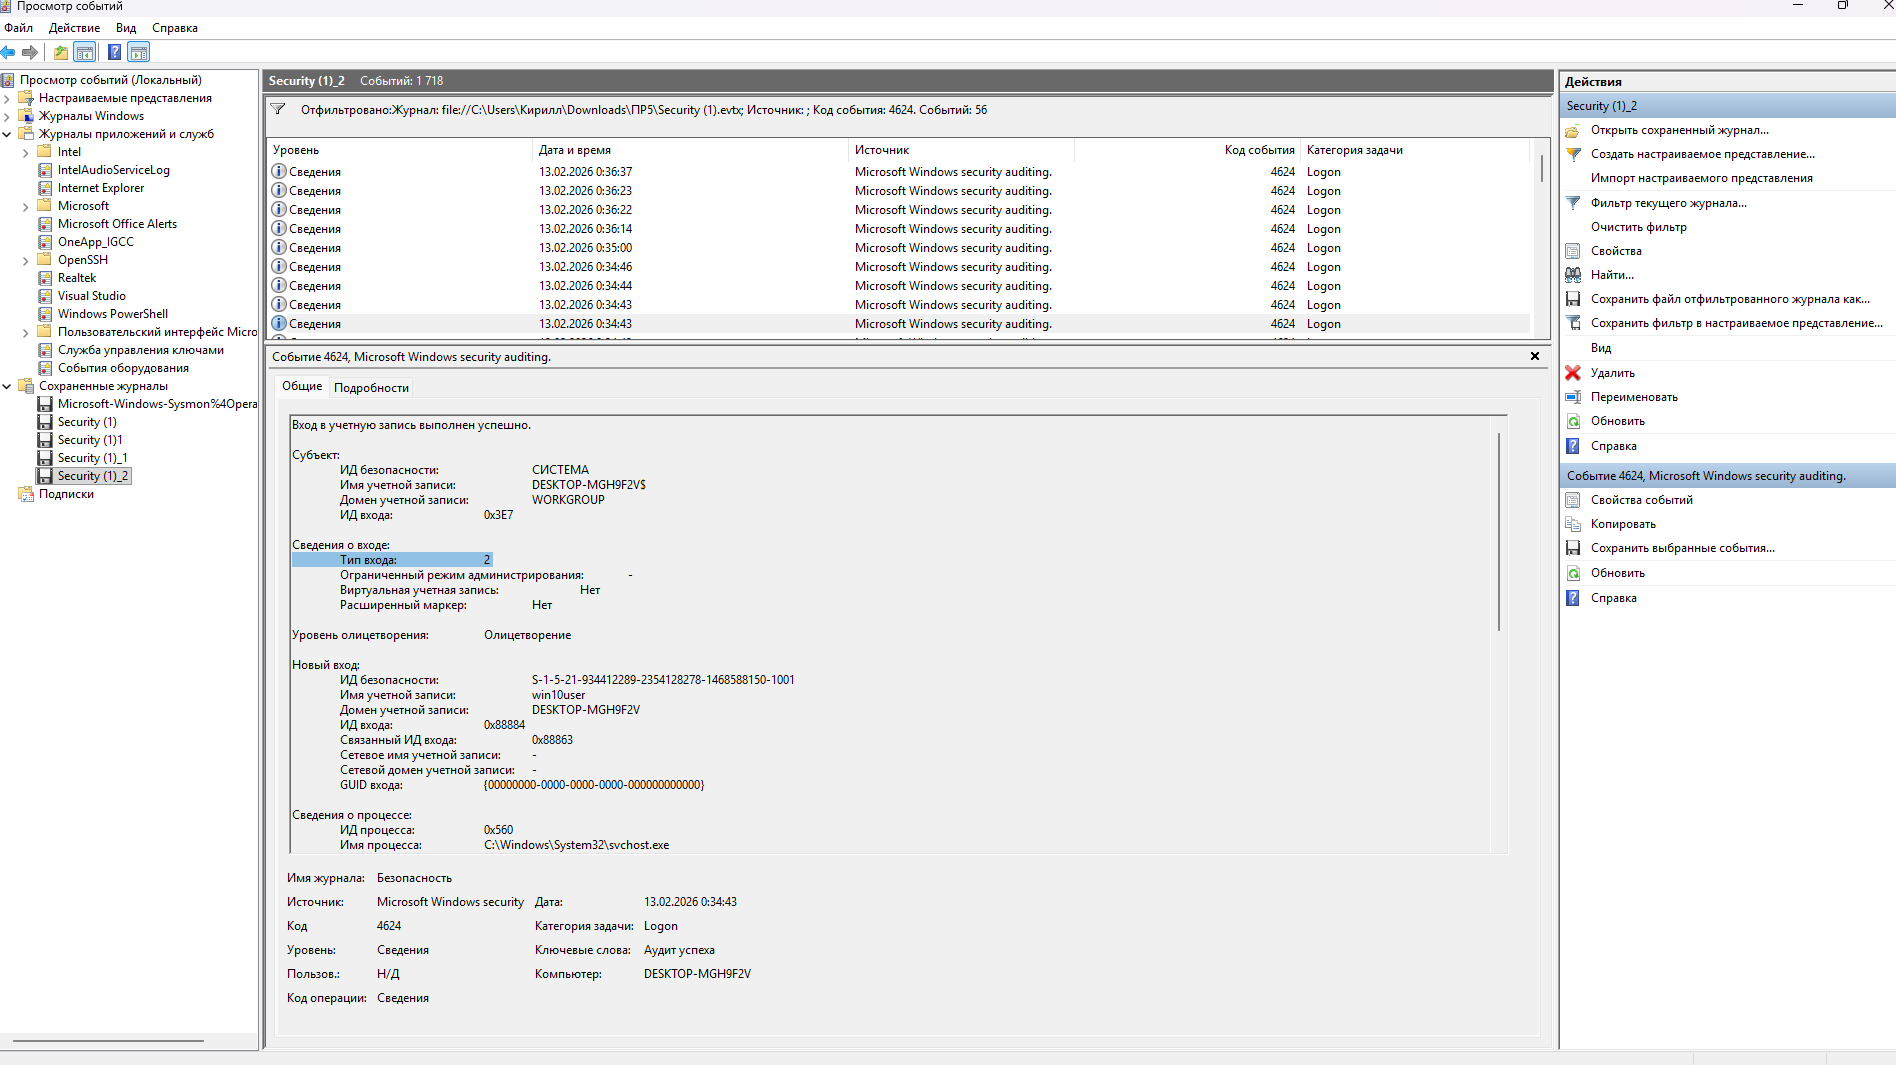 Просмотр событий
Файл Действие Вид Справка
Просмотр событий (Локальный)
Настраиваемые представления
Журналы Windows
Журналы приложений и служб
Intel
IntelAudioServiceLog
Internet Explorer
Microsoft
Microsoft Office Alerts
OneApp_IGCC
OpenSSH
Realtek
Visual Studio
Windows PowerShell
Пользовательский интерфейс Micro
Служба управления ключами
События оборудования
Сохраненные журналы
Microsoft-Windows-Sysmon%4Opera
Security (1)
Security (1)1
Security (1)_1
Security (1)_2
Подписки
Security (1)_2 Событий: 1 718
Отфильтровано:Журнал: file://C:\Users\Кирилл\Downloads\ПР5\Security (1).evtx; Источник: ; Код события: 4624. Событий: 56
Уровень Дата и время Источник Код события Категория задачи
Сведения 13.02.2026 0:36:37 Microsoft Windows security auditing. 4624 Logon
Сведения 13.02.2026 0:36:23 Microsoft Windows security auditing. 4624 Logon
Сведения 13.02.2026 0:36:22 Microsoft Windows security auditing. 4624 Logon
Сведения 13.02.2026 0:36:14 Microsoft Windows security auditing. 4624 Logon
Сведения 13.02.2026 0:35:00 Microsoft Windows security auditing. 4624 Logon
Сведения 13.02.2026 0:34:46 Microsoft Windows security auditing. 4624 Logon
Сведения 13.02.2026 0:34:44 Microsoft Windows security auditing. 4624 Logon
Сведения 13.02.2026 0:34:43 Microsoft Windows security auditing. 4624 Logon
Сведения 13.02.2026 0:34:43 Microsoft Windows security auditing. 4624 Logon
Событие 4624, Microsoft Windows security auditing.
Общие Подробности
Вход в учетную запись выполнен успешно.
Субъект:
ИД безопасности: СИСТЕМА
Имя учетной записи: DESKTOP-MGH9F2V$
Домен учетной записи: WORKGROUP
ИД входа: 0x3E7
Сведения о входе:
Тип входа: 2
Ограниченный режим администрирования: -
Виртуальная учетная запись: Нет
Расширенный маркер: Нет
Уровень олицетворения: Олицетворение
Новый вход:
ИД безопасности: S-1-5-21-934412289-2354128278-1468588150-1001
Имя учетной записи: win10user
Домен учетной записи: DESKTOP-MGH9F2V
ИД входа: 0x88884
Связанный ИД входа: 0x88863
Сетевое имя учетной записи: -
Сетевой домен учетной записи: -
GUID входа: {00000000-0000-0000-0000-000000000000}
Сведения о процессе:
ИД процесса: 0x560
Имя процесса: C:\Windows\System32\svchost.exe
Имя журнала: Безопасность
Источник: Microsoft Windows security Дата: 13.02.2026 0:34:43
Код 4624 Категория задачи: Logon
Уровень: Сведения Ключевые слова: Аудит успеха
Пользов.: Н/Д Компьютер: DESKTOP-MGH9F2V
Код операции: Сведения
Действия
Security (1)_2
Открыть сохраненный журнал...
Создать настраиваемое представление...
Импорт настраиваемого представления
Фильтр текущего журнала...
Очистить фильтр
Свойства
Найти...
Сохранить файл отфильтрованного журнала как...
Сохранить фильтр в настраиваемое представление...
Вид
Удалить
Переименовать
Обновить
Справка
Событие 4624, Microsoft Windows security auditing.
Свойства событий
Копировать
Сохранить выбранные события...
Обновить
Справка